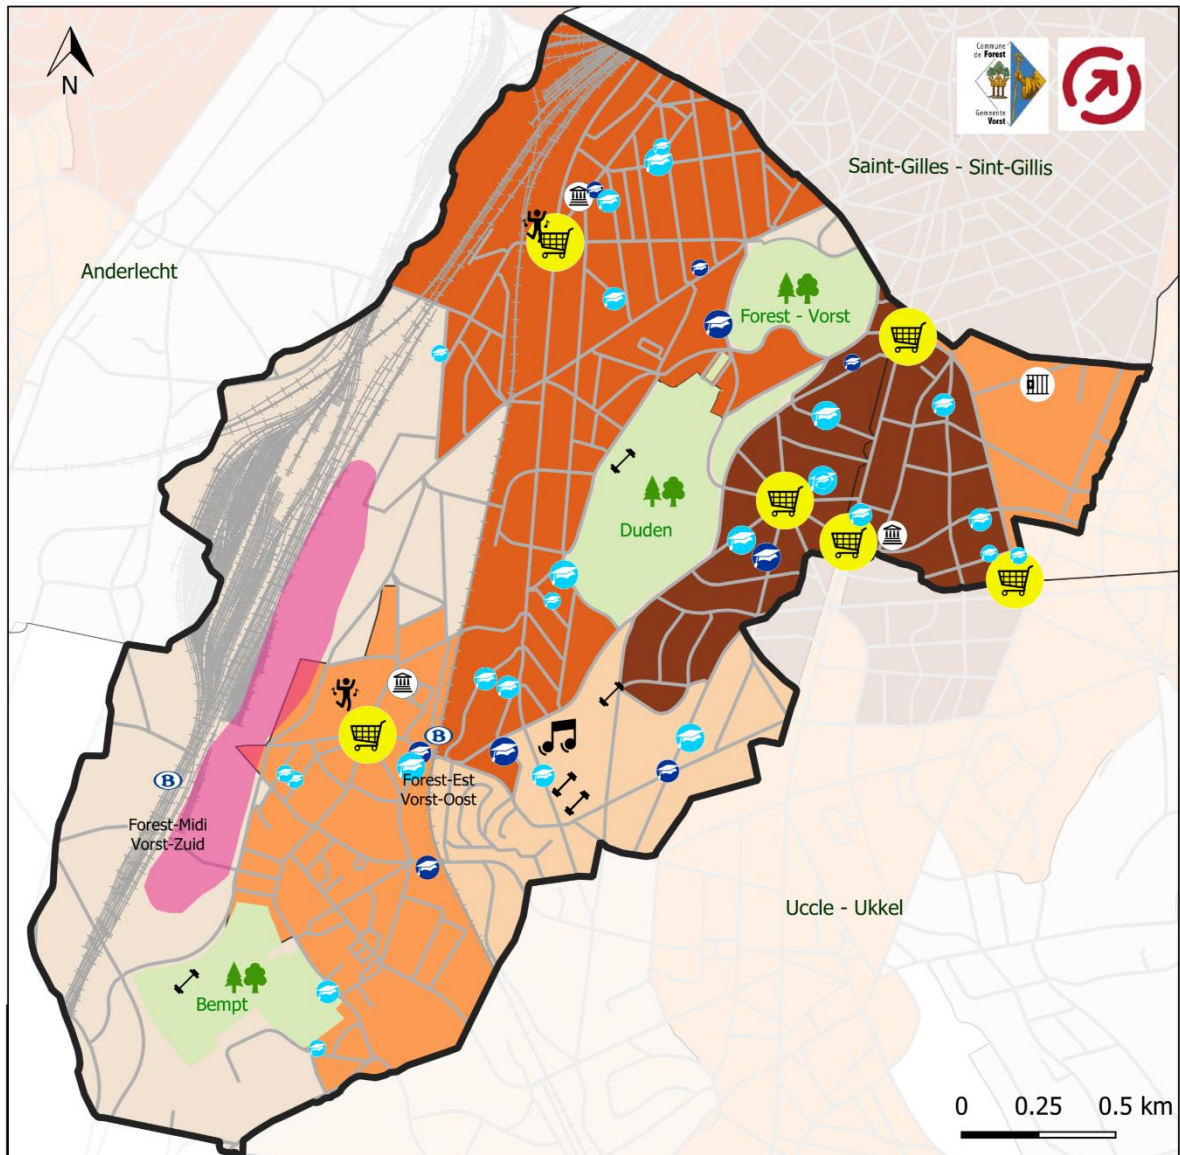 N
Commune
de Forest
Gemeente
Vorst
Saint-Gilles - Sint-Gillis
Anderlecht
Forest - Vorst
Duden
B
Forest-Est
Vorst-Oost
B
Forest-Midi
Vorst-Zuid
Uccle - Ukkel
Bempt
0 0.25 0.5 km